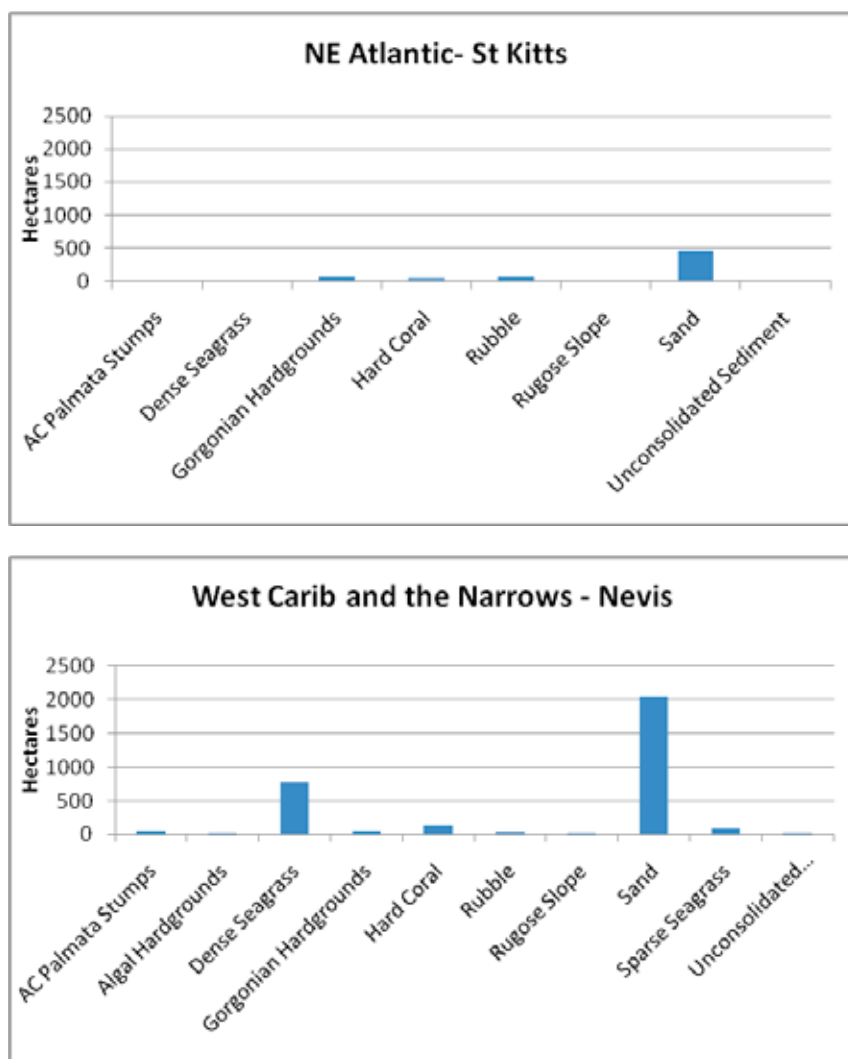 NE Atlantic- St Kitts
Hectares
2500
2000
1500
1000
500
0
AC Palmata Stumps
Dense Seagrass
Gorgonian Hardgrounds
Hard Coral
Rubble
Rugose Slope
Sand
Unconsolidated Sediment
West Carib and the Narrows - Nevis
Hectares
2500
2000
1500
1000
500
0
AC Palmata Stumps
Algal Hardgrounds
Dense Seagrass
Gorgonian Hardgrounds
Hard Coral
Rubble
Rugose Slope
Sand
Sparse Seagrass
Unconsolidated...